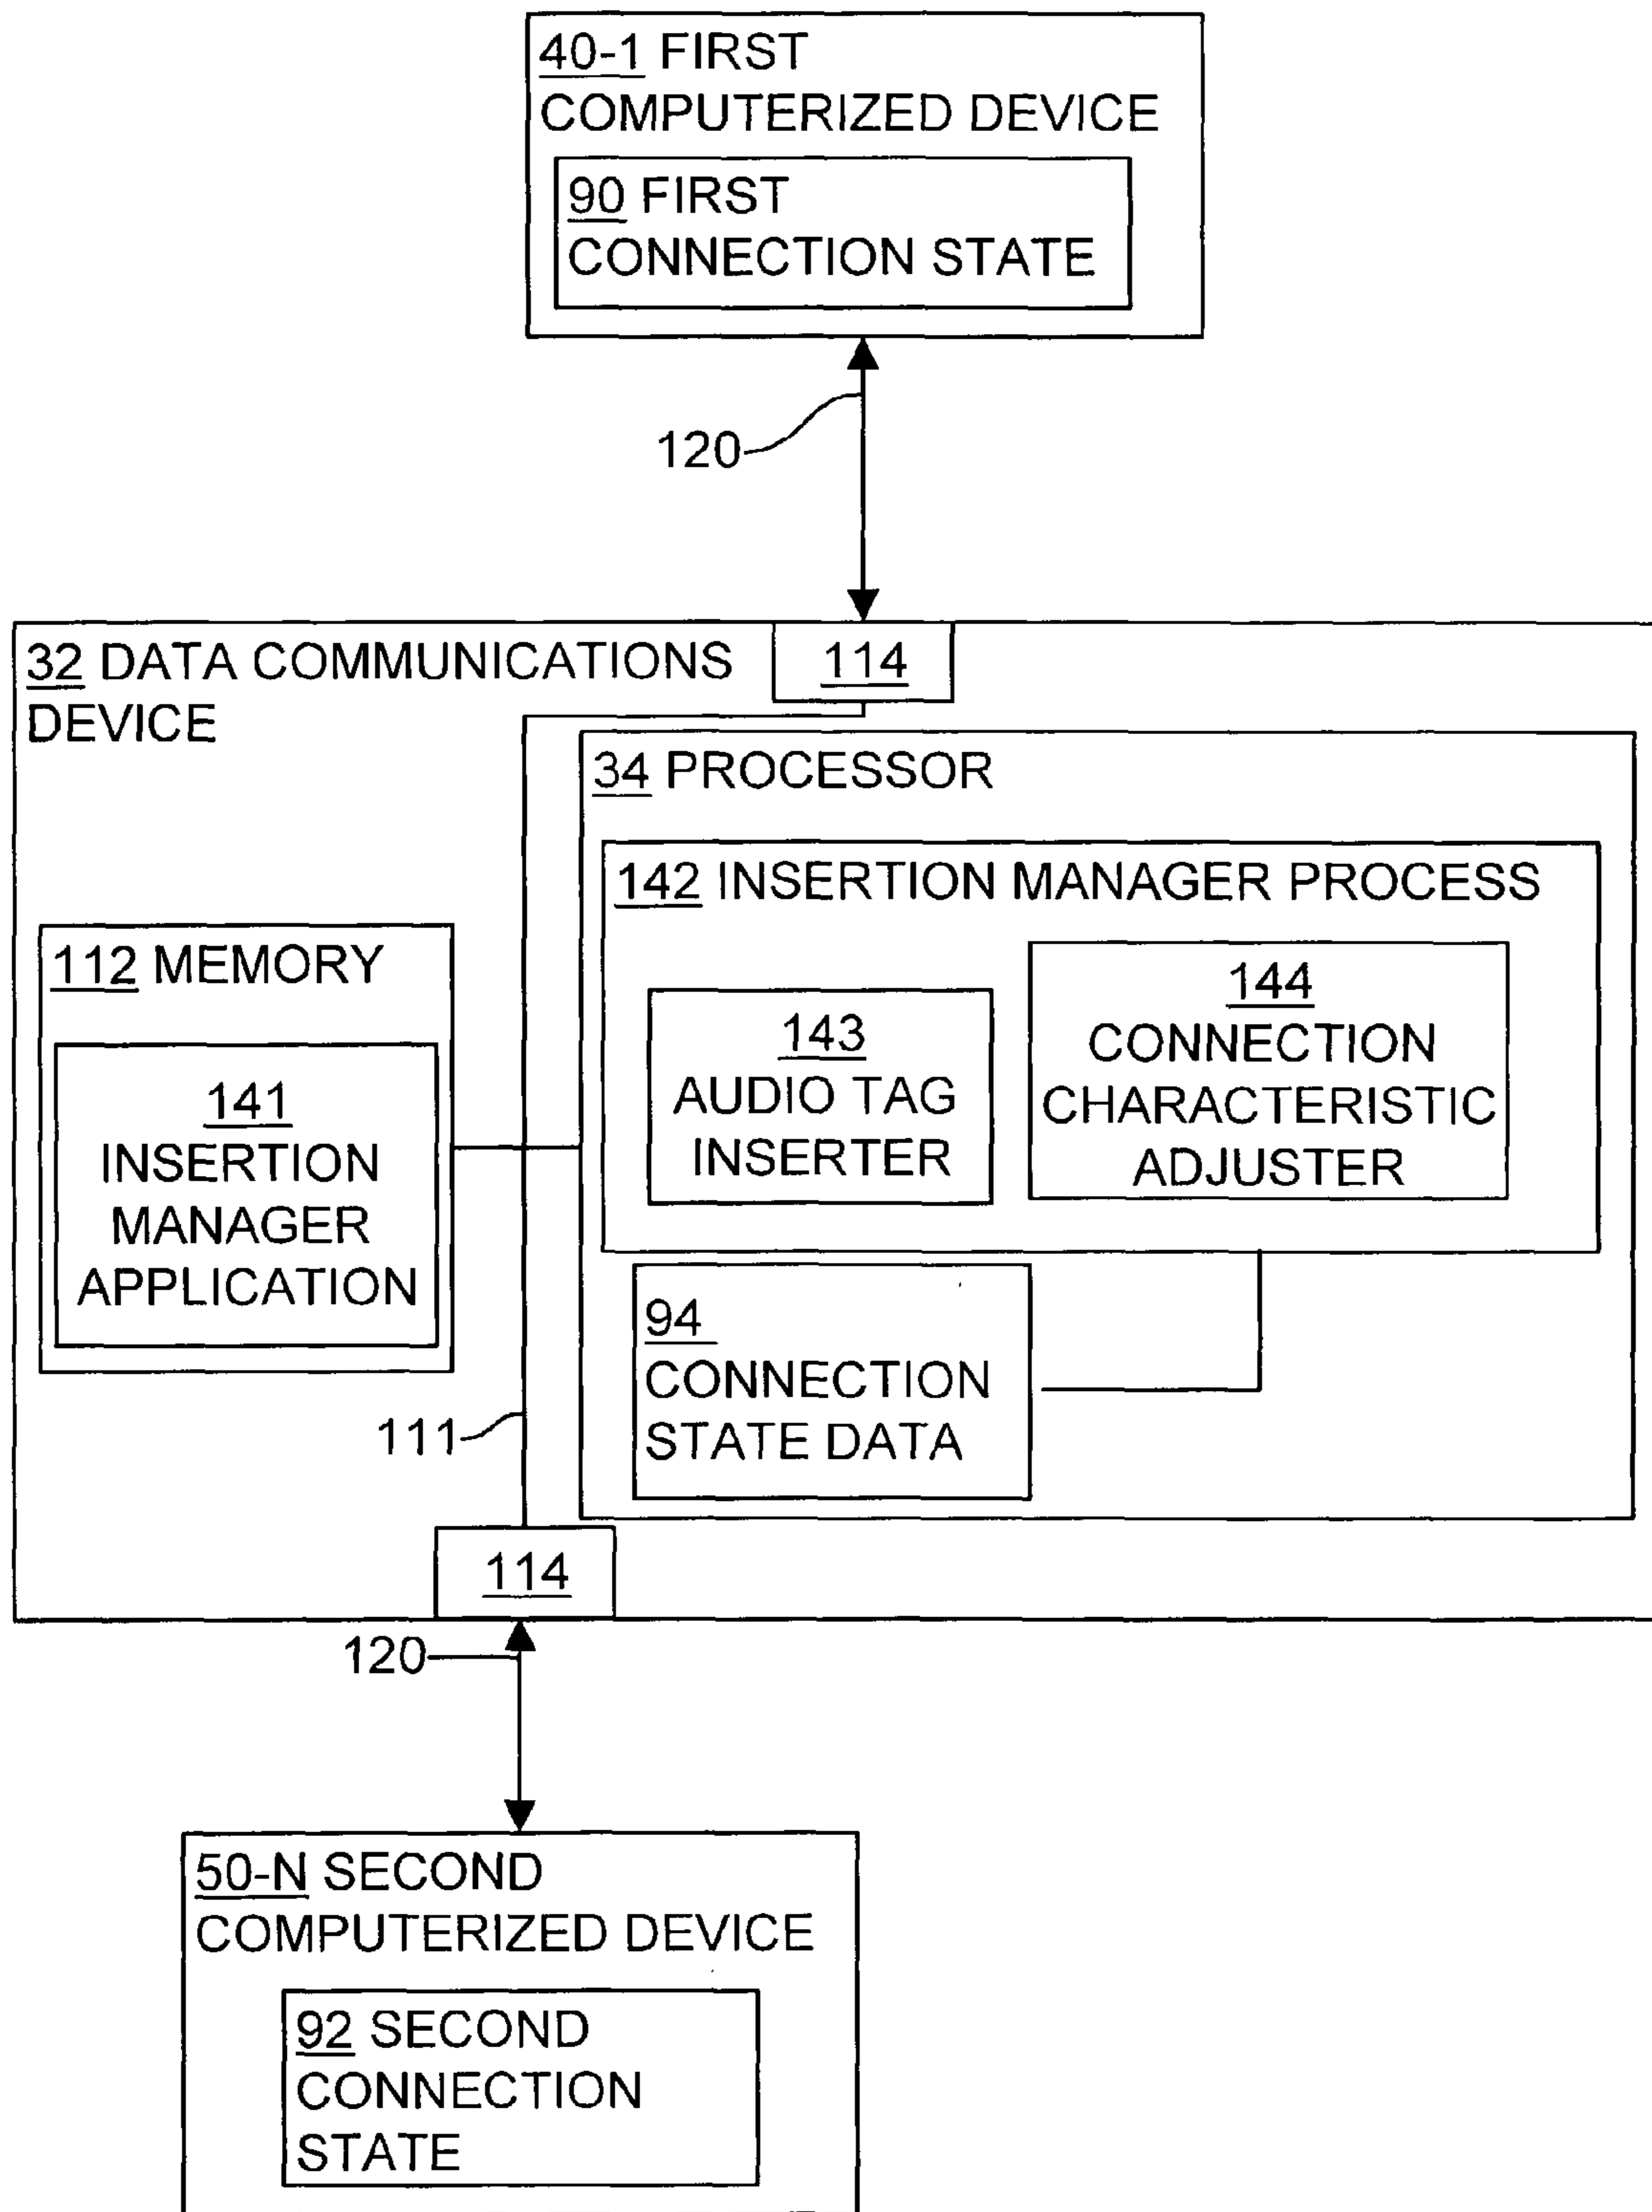 40-1 FIRST
COMPUTERIZED DEVICE
90 FIRST
CONNECTION STATE
120
32 DATA COMMUNICATIONS
DEVICE
114
34 PROCESSOR
142 INSERTION MANAGER PROCESS
112 MEMORY
144
CONNECTION
CHARACTERISTIC
ADJUSTER
143
AUDIO TAG
INSERTER
141
INSERTION
MANAGER
APPLICATION
94
CONNECTION
STATE DATA
111
114
120
50-N SECOND
COMPUTERIZED DEVICE
92 SECOND
CONNECTION
STATE